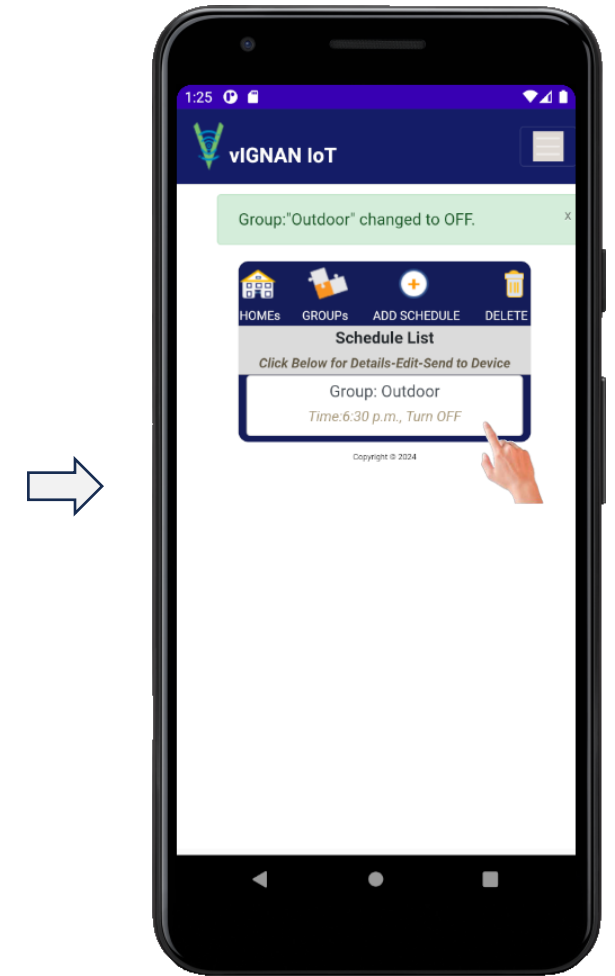 1:25
vIGNAN IoT
Group:"Outdoor" changed to OFF.
x
HOMEs GROUPs ADD SCHEDULE DELETE
Schedule List
Click Below for Details-Edit-Send to Device
Group: Outdoor
Time:6:30 p.m., Turn OFF
Copyright © 2024